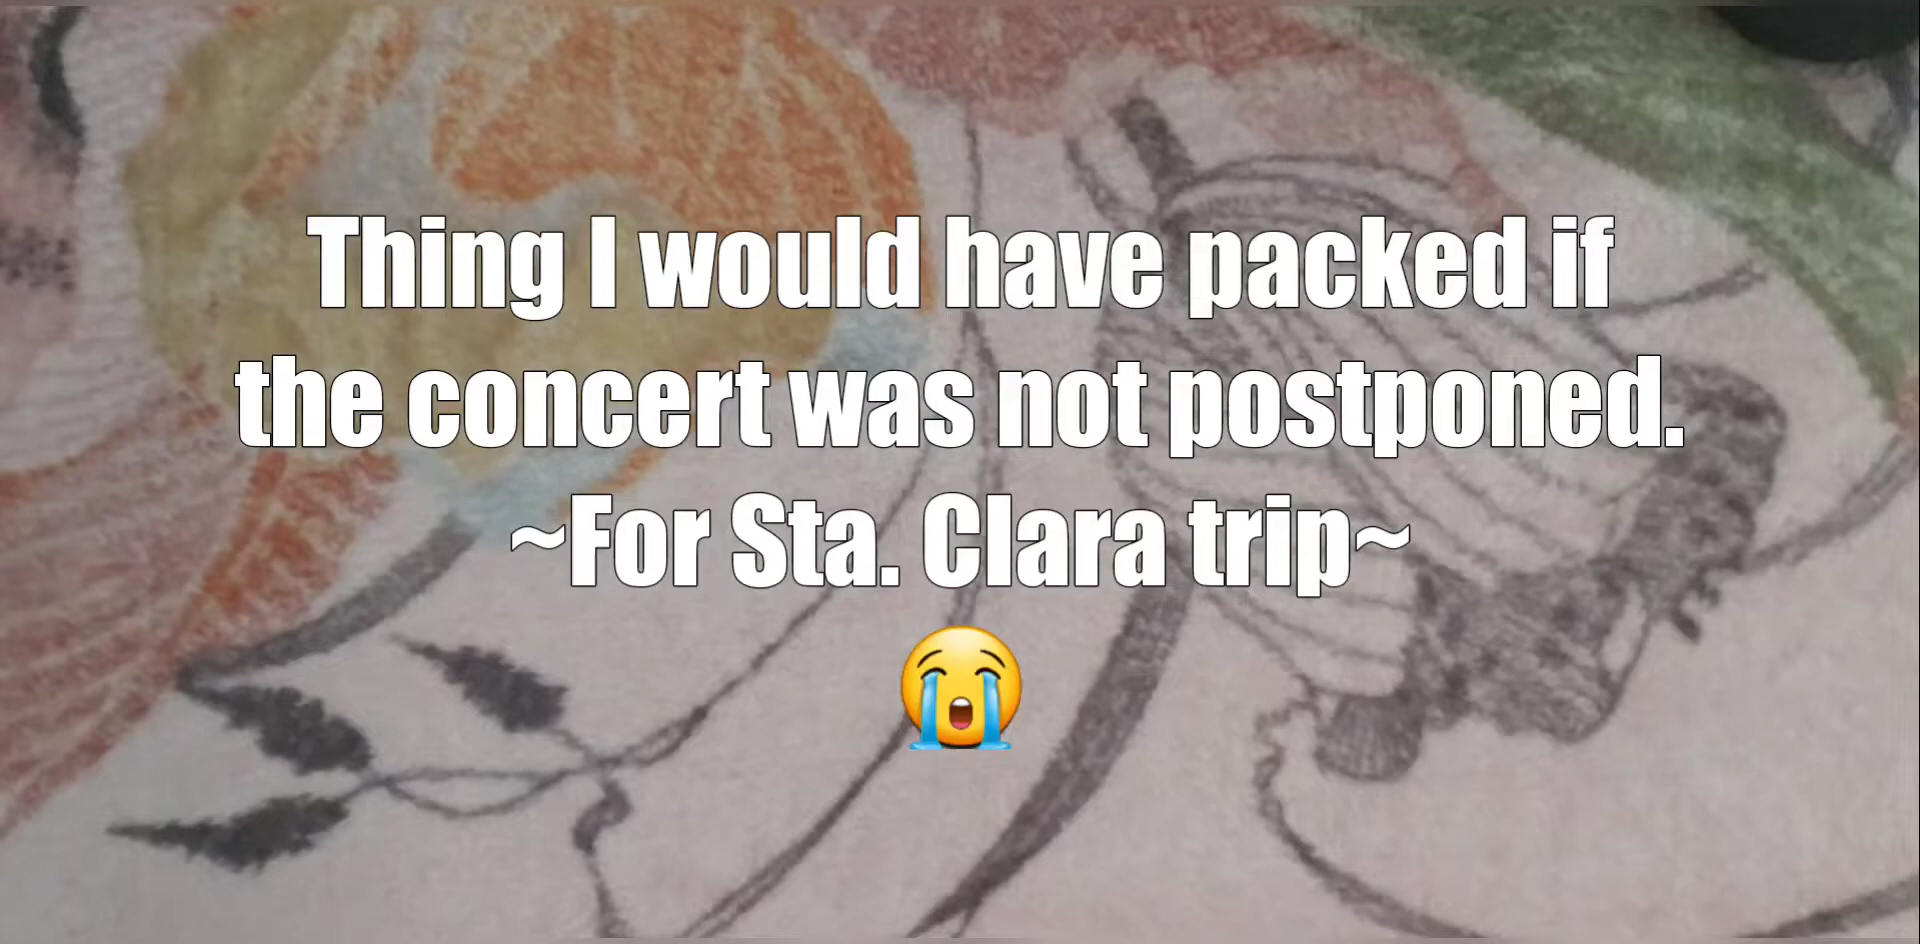 Thing I would have packed if
the concert was not postponed.
~For Sta. Clara trip~
😭